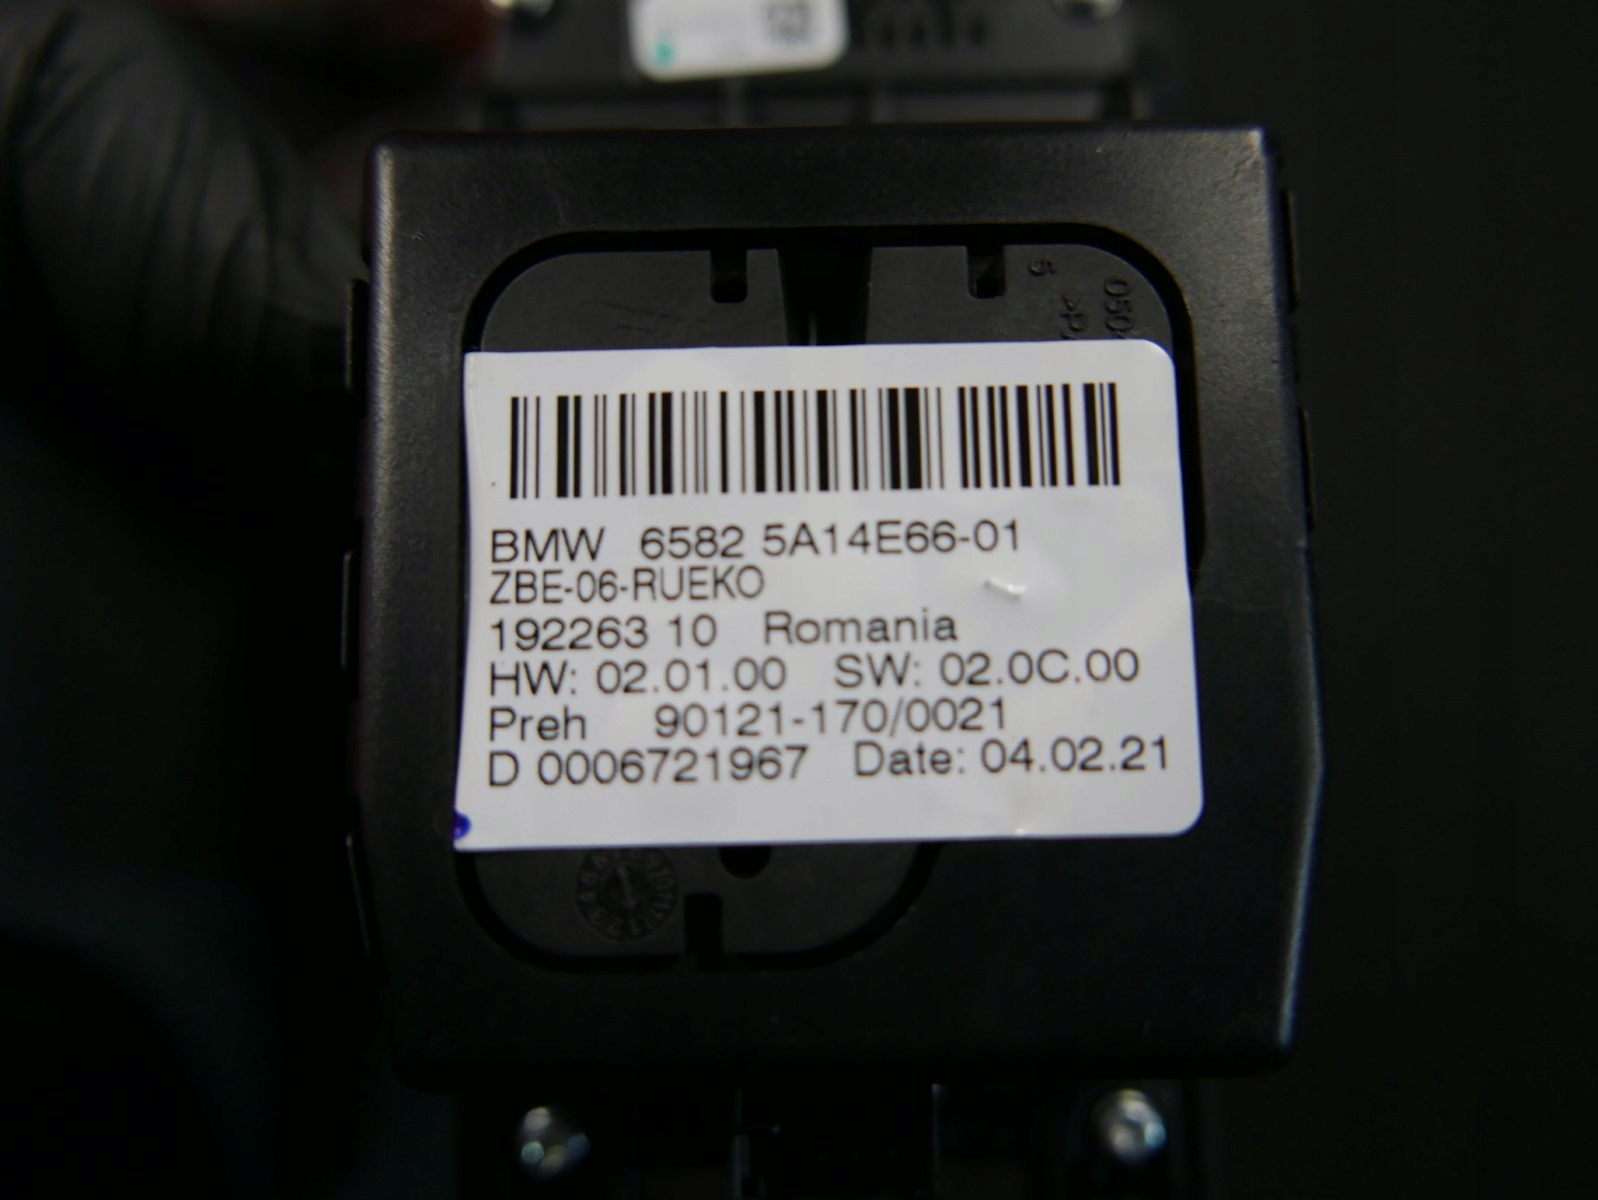 5
BMW 6582 5A14E66-01
ZBE-06-RUEKO
192263 10 Romania
HW: 02.01.00 SW: 02.0C.00
Preh 90121-170/0021
D 0006721967 Date: 04.02.21